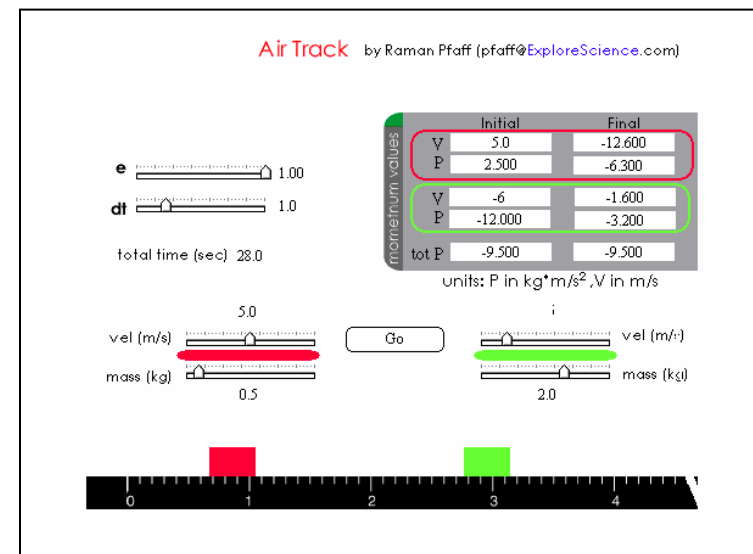 Air Track by Raman Pfaff (pfaff@ExploreScience.com)
mometnum values
Initial Final
V 5.0 -12.600
P 2.500 -6.300
V -6 -1.600
P -12.000 -3.200
tot P -9.500 -9.500
units: P in kg*m/s2 ,V in m/s
e 1.00
dt 1.0
total time (sec) 28.0
5.0
vel (m/s) Go vel (m/
mass (kg) mass (kg)
0.5 2.0
0 1 2 3 4